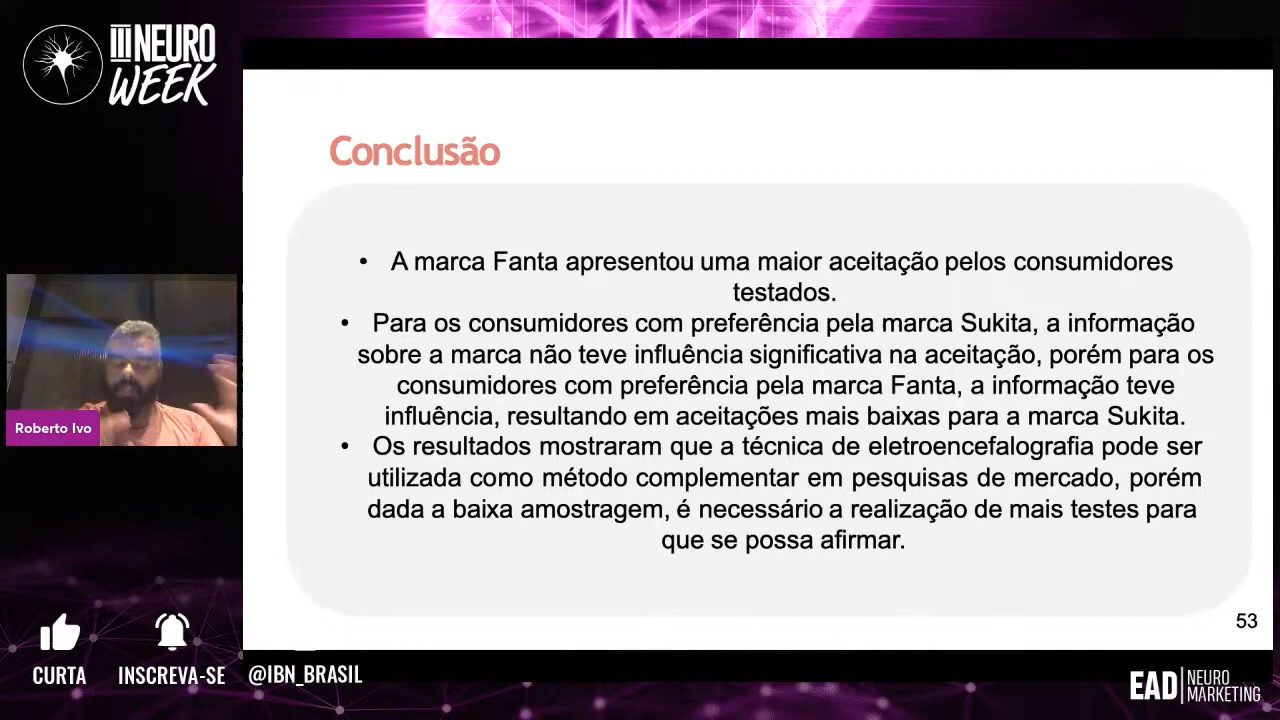 III NEURO
WEEK
Conclusão
• A marca Fanta apresentou uma maior aceitação pelos consumidores
testados.
• Para os consumidores com preferência pela marca Sukita, a informação
sobre a marca não teve influência significativa na aceitação, porém para os
consumidores com preferência pela marca Fanta, a informação teve
influência, resultando em aceitações mais baixas para a marca Sukita.
• Os resultados mostraram que a técnica de eletroencefalografia pode ser
utilizada como método complementar em pesquisas de mercado, porém
dada a baixa amostragem, é necessário a realização de mais testes para
que se possa afirmar.
53
Roberto Ivo
CURTA
INSCREVA-SE
@IBN_BRASIL
EAD
NEURO
MARKETING